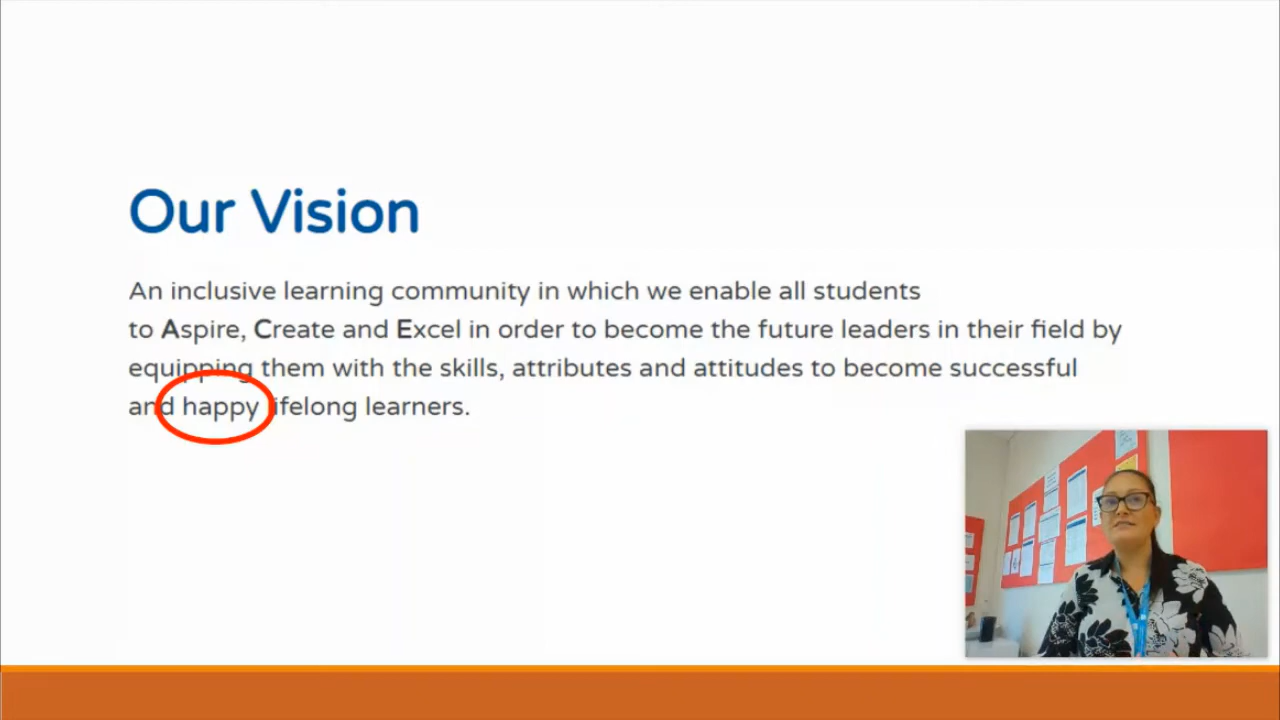 Our Vision
An inclusive learning community in which we enable all students
to Aspire, Create and Excel in order to become the future leaders in their field by
equipping them with the skills, attributes and attitudes to become successful
and happy lifelong learners.